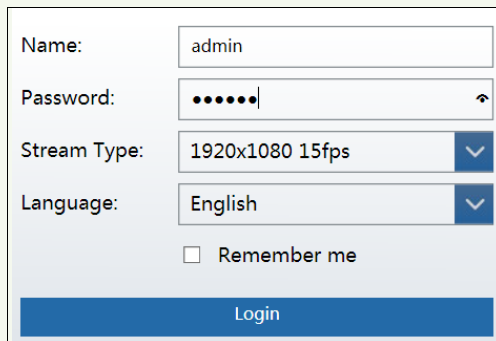 Name: admin
Password: ••••••
Stream Type: 1920x1080 15fps
Language: English
Remember me
Login